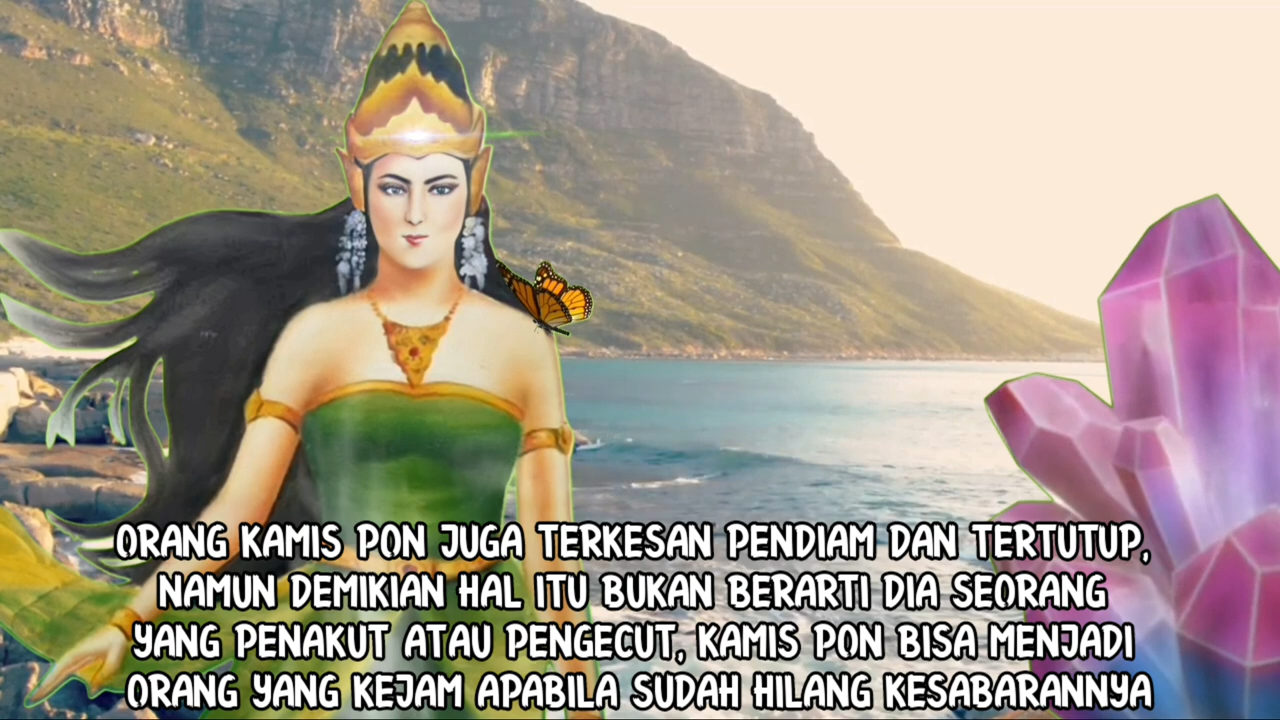 ORANG KAMIS PON JUGA TERKESAN PENDIAM DAN TERTUTUP,
NAMUN DEMIKIAN HAL ITU BUKAN BERARTI DIA SEORANG
YANG PENAKUT ATAU PENGECUT, KAMIS PON BISA MENJADI
ORANG YANG KEJAM APABILA SUDAH HILANG KESABARANNYA